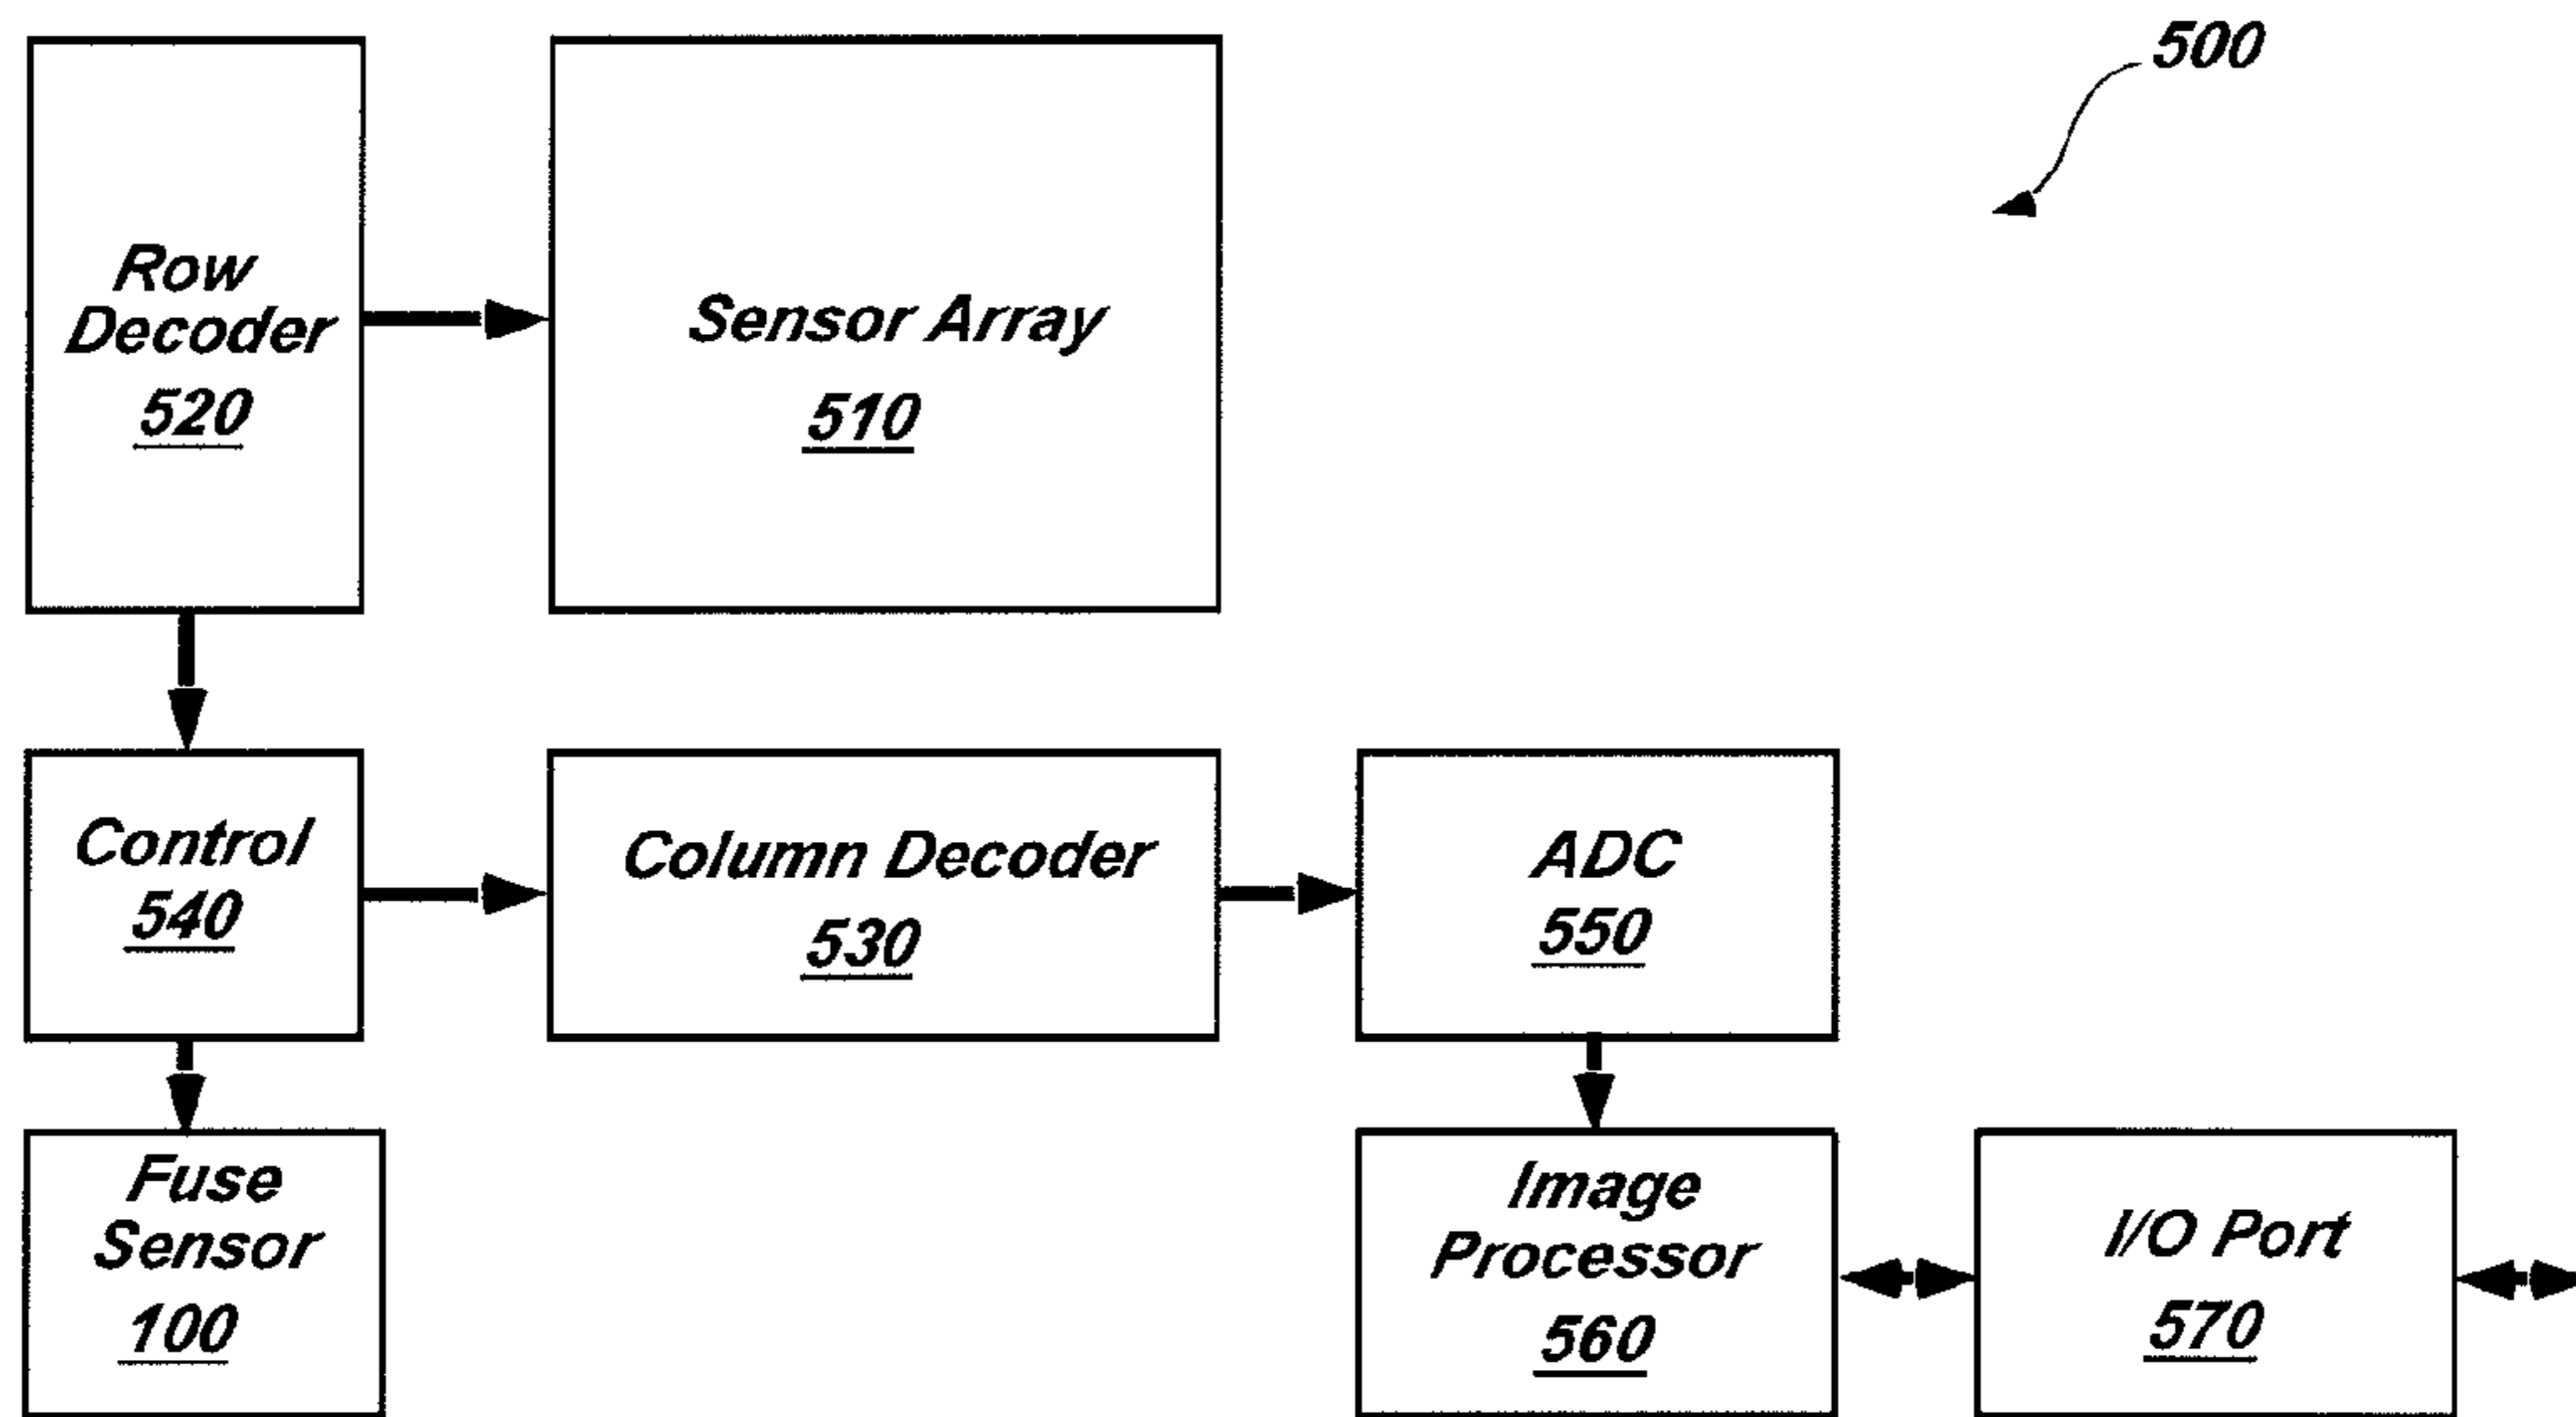 500
Row
Decoder
520
Sensor Array
510
Control
540
Column Decoder
530
ADC
550
Fuse
Sensor
100
Image
Processor
560
I/O Port
570